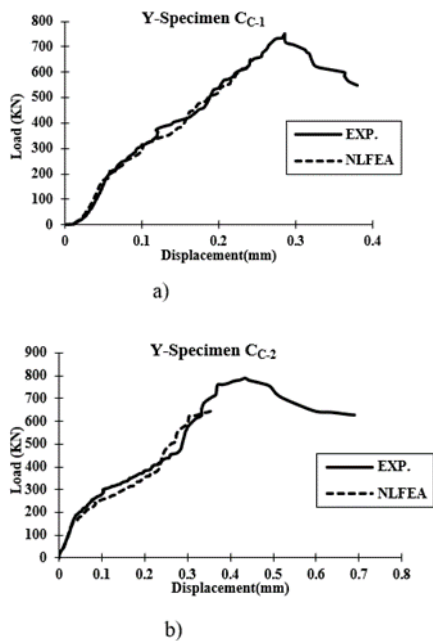 Y-Specimen CC-1
800
700
600
500
400
300
200
100
0
Load (KN)
EXP.
NLFEA
0 0.1 0.2 0.3 0.4
Displacement(mm)
a)
Y-Specimen CC-2
900
800
700
600
500
400
300
200
100
0
Load (KN)
EXP.
NLFEA
0 0.1 0.2 0.3 0.4 0.5 0.6 0.7 0.8
Displacement(mm)
b)